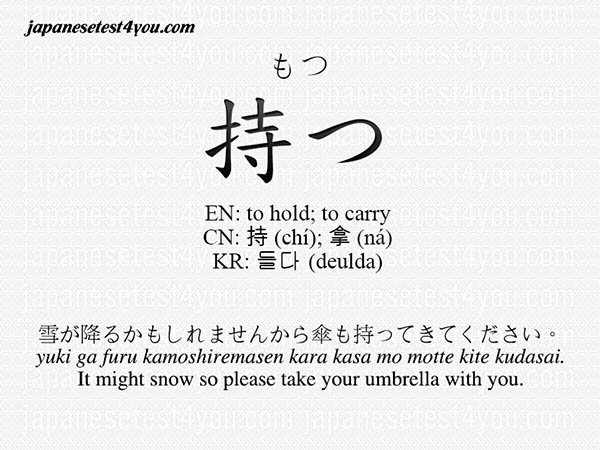 japanesetest4you.com
もつ
持つ
EN: to hold; to carry
CN: 持 (chí); 拿 (ná)
KR: 들다 (deulda)
雪が降るかもしれませんから傘も持ってきてください。
yuki ga furu kamoshiremasen kara kasa mo motte kite kudasai.
It might snow so please take your umbrella with you.